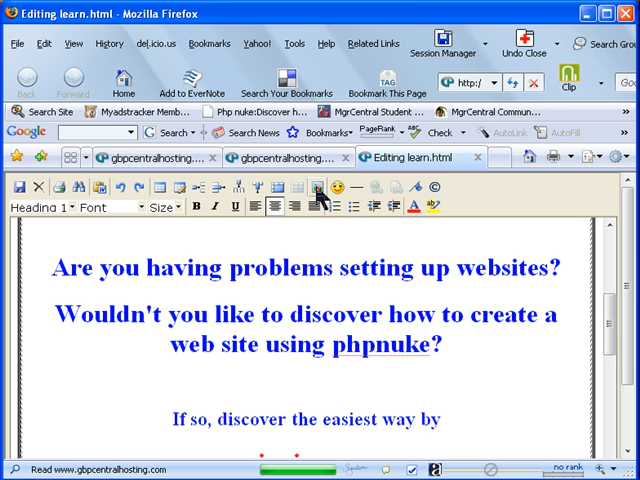 Editing learn.html - Mozilla Firefox
File Edit View History del.icio.us Bookmarks Yahoo! Tools Help Related Links Session Manager Undo Close Search Grou
Back Forward Home Add to EverNote Search Your Bookmarks TAG Bookmark This Page http:/ Clip Goo
Search Site Myadstracker Memb... Php nuke:Discover h... MgrCentral Student ... MgrCentral Commun...
Google Search Search News Bookmarks PageRank Check AutoLink AutoFill
gbpcentralhosting.... gbpcentralhosting.... Editing learn.html
Heading 1 Font Size B I U A ab
Are you having problems setting up websites?
Wouldn't you like to discover how to create a
web site using phpnuke?
If so, discover the easiest way by
Read www.gbpcentralhosting.com a no rank